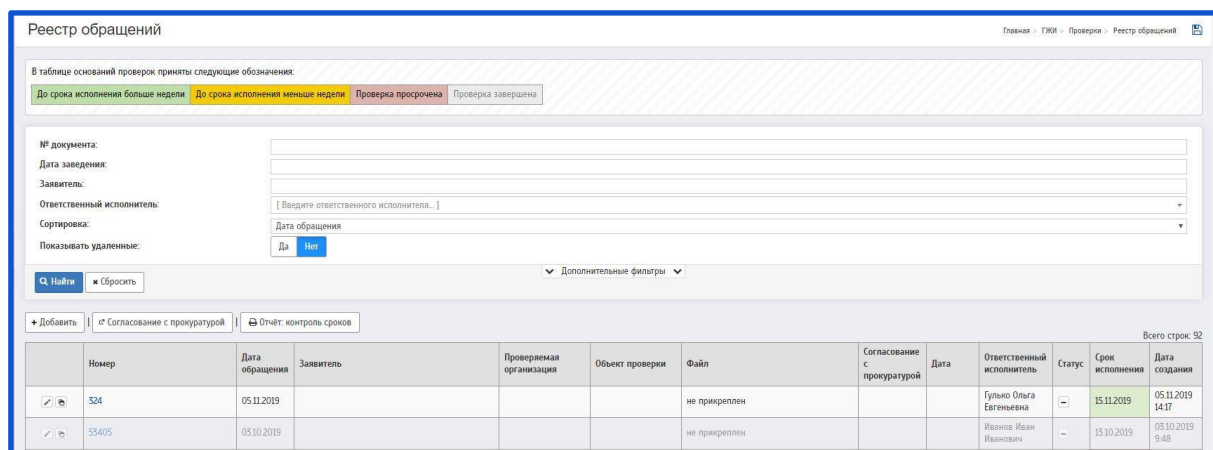 Реестр обращений
Главная > ГЖИ > Проверки > Реестр обращений
В таблице оснований проверок приняты следующие обозначения:
До срока исполнения больше недели До срока исполнения меньше недели Проверка просрочена Проверка завершена
№ документа:
Дата заведения:
Заявитель:
Ответственный исполнитель: [ Введите ответственного исполнителя... ]
Сортировка: Дата обращения
Показывать удаленные: Да Нет
Дополнительные фильтры
Найти × Сбросить
+ Добавить | Согласование с прокуратурой | Отчёт: контроль сроков
Всего строк: 92
Номер Дата обращения Заявитель Проверяемая организация Объект проверки Файл Согласование с прокуратурой Дата Ответственный исполнитель Статус Срок исполнения Дата создания
324 05.11.2019 не прикреплен Гулько Ольга Евгеньевна – 15.11.2019 05.11.2019 14:17
53405 03.10.2019 не прикреплен Иванов Иван Иванович – 13.10.2019 03.10.2019 9:48